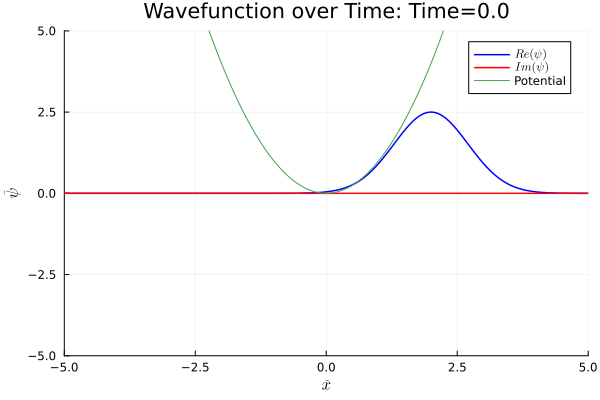 Wavefunction over Time: Time=0.0
5.0
2.5
0.0
−2.5
−5.0
ψ̄
Re(ψ)
Im(ψ)
Potential
−5.0 −2.5 0.0 2.5 5.0
x̄